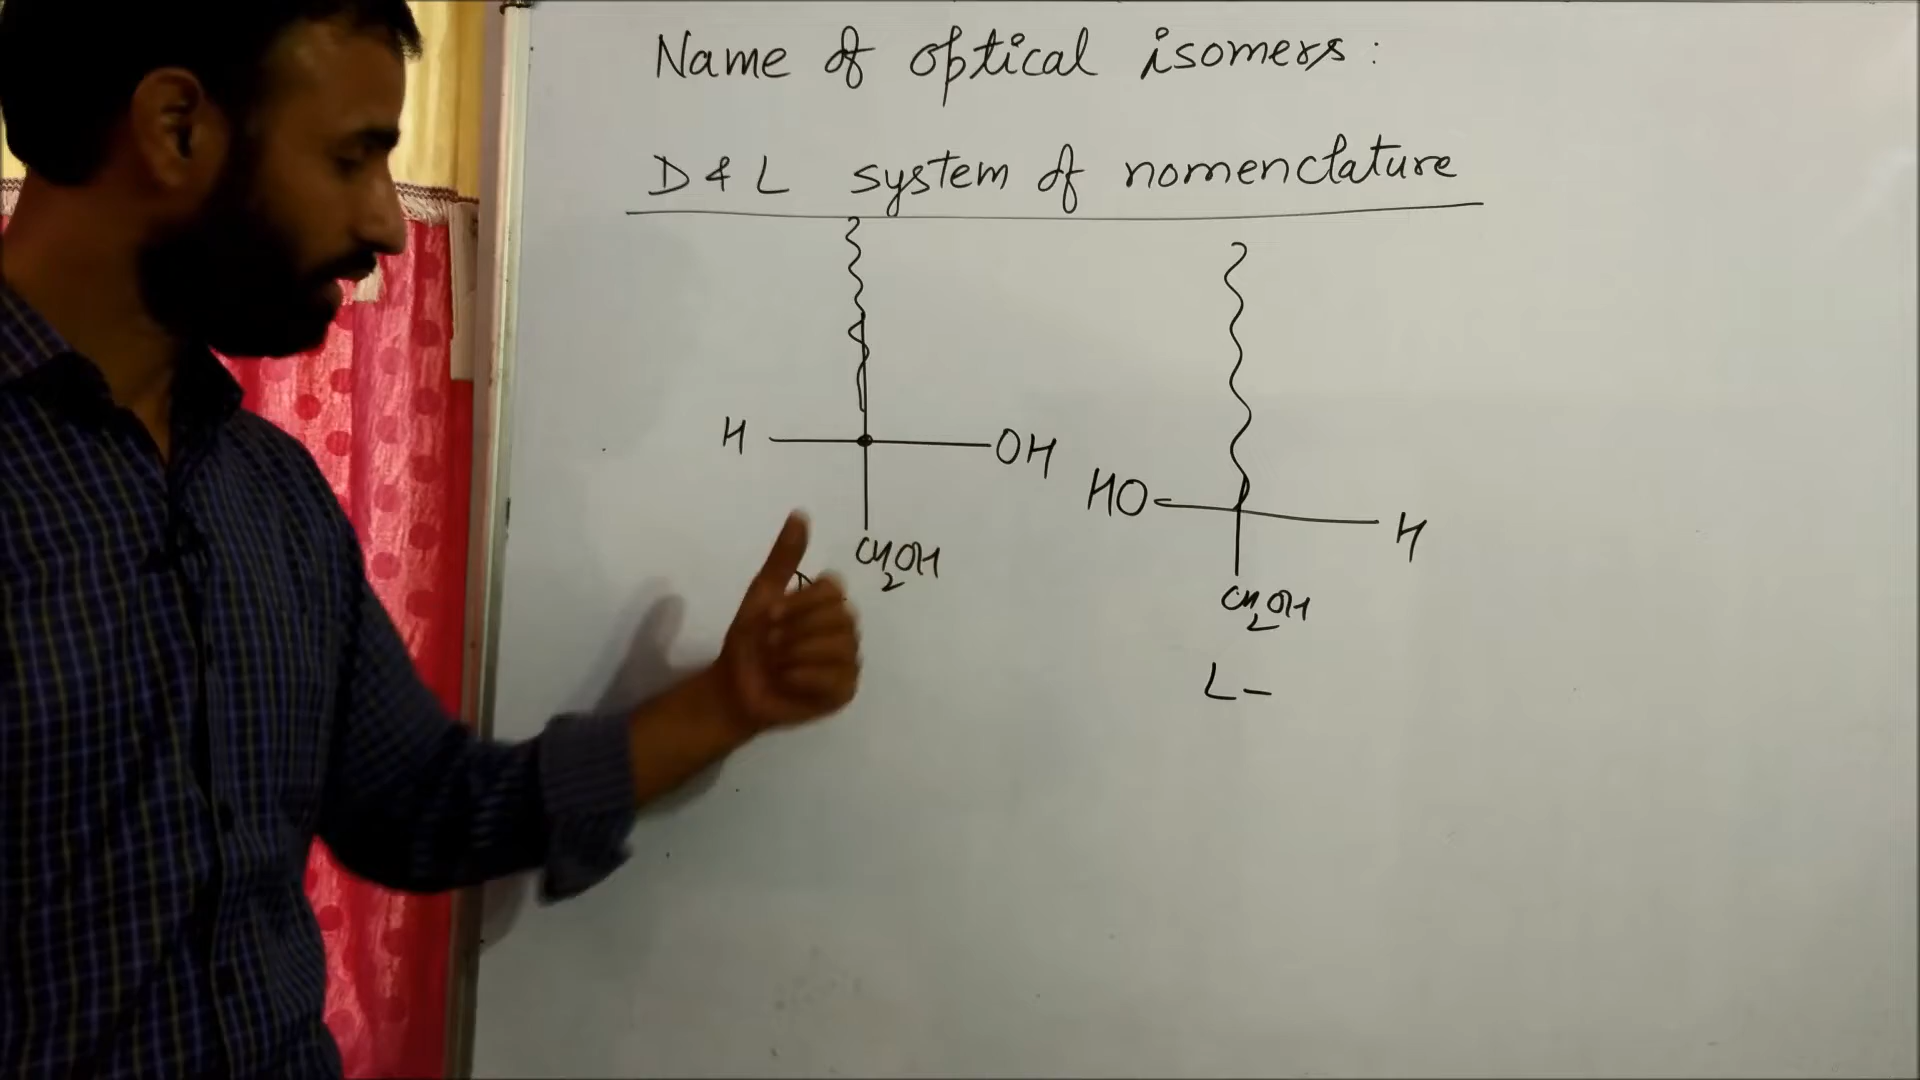 Name of optical isomers:
D & L system of nomenclature
H OH
CH2OH
HO H
CH2OH
L-